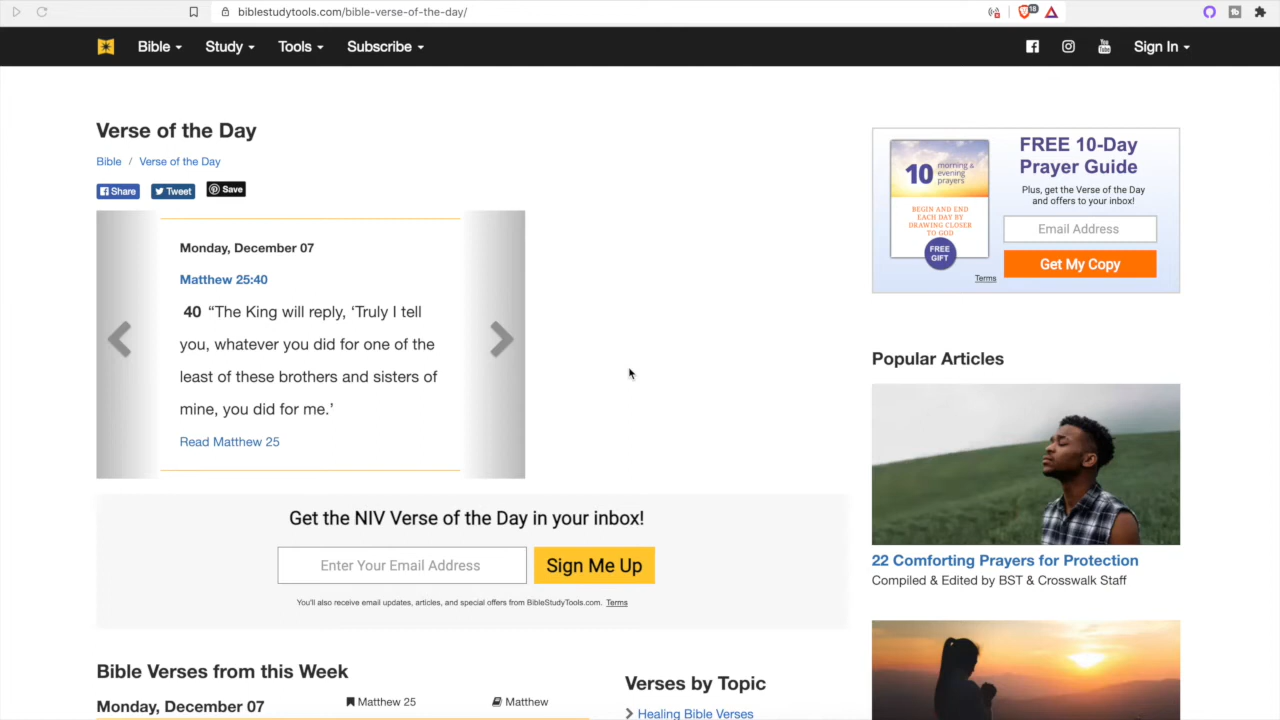 biblestudytools.com/bible-verse-of-the-day/
18
Bible Study Tools Subscribe
You Tube
Sign In
Verse of the Day
Bible / Verse of the Day
Share Tweet Save
Monday, December 07
Matthew 25:40
40 “The King will reply, ‘Truly I tell
you, whatever you did for one of the
least of these brothers and sisters of
mine, you did for me.’
Read Matthew 25
Get the NIV Verse of the Day in your inbox!
Enter Your Email Address Sign Me Up
You'll also receive email updates, articles, and special offers from BibleStudyTools.com. Terms
Bible Verses from this Week
Monday, December 07 Matthew 25 Matthew
Verses by Topic
Healing Bible Verses
10 morning &
evening
prayers
BEGIN AND END
EACH DAY BY
DRAWING CLOSER
TO GOD
FREE
GIFT
FREE 10-Day
Prayer Guide
Plus, get the Verse of the Day
and offers to your inbox!
Email Address
Get My Copy
Terms
Popular Articles
22 Comforting Prayers for Protection
Compiled & Edited by BST & Crosswalk Staff